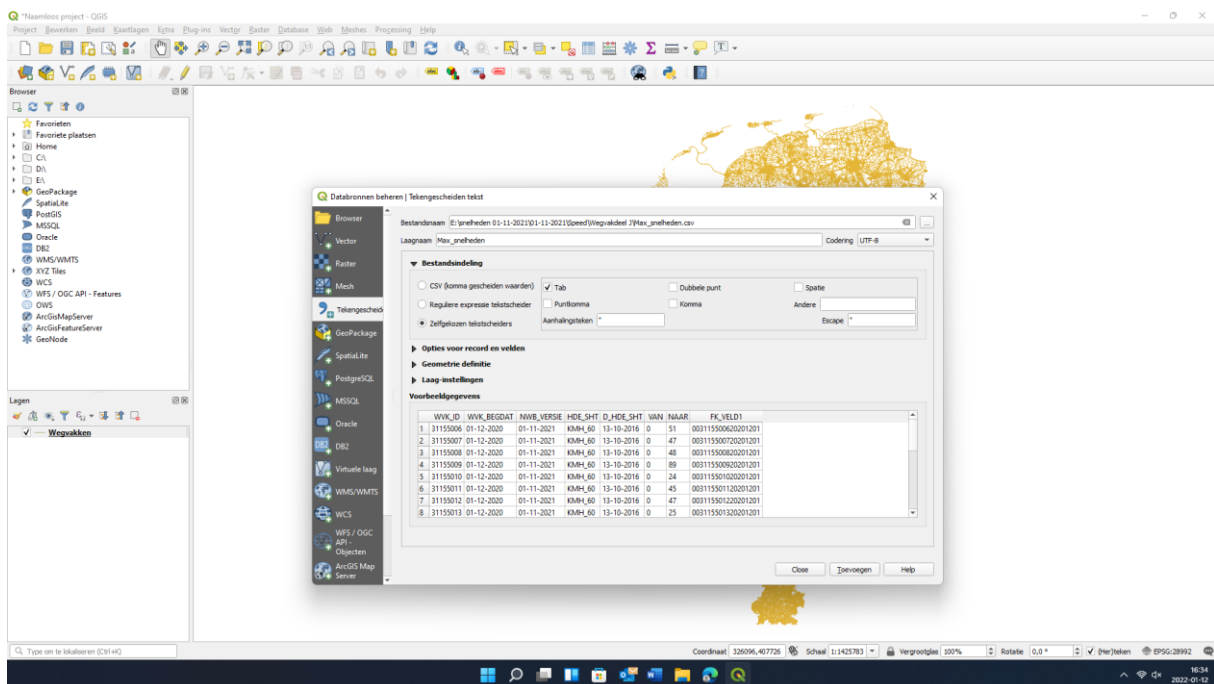 *Naamloos project - QGIS
Project Bewerken Beeld Kaartlagen Extra Plug-ins Vector Raster Database Web Meshes Processing Help
Browser
Favorieten
Favoriete plaatsen
Home
C:\
D:\
E:\
GeoPackage
SpatiaLite
PostGIS
MSSQL
Oracle
DB2
WMS/WMTS
XYZ Tiles
WCS
WFS / OGC API - Features
OWS
ArcGisMapServer
ArcGisFeatureServer
GeoNode
Lagen
Wegvakken
Databronnen beheren | Tekengescheiden tekst
Browser
Vector
Raster
Mesh
Tekengescheid
GeoPackage
SpatiaLite
PostgreSQL
MSSQL
Oracle
DB2
Virtuele laag
WMS/WMTS
WCS
WFS / OGC
API -
Objecten
ArcGIS Map
Server
Bestandsnaam E:\snelheden 01-11-2021\01-11-2021\Speed\Wegvakdeel J\Max_snelheden.csv
Laagnaam Max_snelheden Codering UTF-8
Bestandsindeling
CSV (komma gescheiden waarden) Tab Dubbele punt Spatie
Reguliere expressie tekstscheider Puntkomma Komma Andere
Zelfgekozen tekstscheiders Aanhalingsteken " Escape "
Opties voor record en velden
Geometrie definitie
Laag-instellingen
Voorbeeldgegevens
WVK_ID WVK_BEGDAT NWB_VERSIE HDE_SHT D_HDE_SHT VAN NAAR FK_VELD1
1 31155006 01-12-2020 01-11-2021 KMH_60 13-10-2016 0 51 003115500620201201
2 31155007 01-12-2020 01-11-2021 KMH_60 13-10-2016 0 47 003115500720201201
3 31155008 01-12-2020 01-11-2021 KMH_60 13-10-2016 0 48 003115500820201201
4 31155009 01-12-2020 01-11-2021 KMH_60 13-10-2016 0 89 003115500920201201
5 31155010 01-12-2020 01-11-2021 KMH_60 13-10-2016 0 24 003115501020201201
6 31155011 01-12-2020 01-11-2021 KMH_60 13-10-2016 0 45 003115501120201201
7 31155012 01-12-2020 01-11-2021 KMH_60 13-10-2016 0 47 003115501220201201
8 31155013 01-12-2020 01-11-2021 KMH_60 13-10-2016 0 25 003115501320201201
Close Toevoegen Help
Type om te lokaliseren (Ctrl+K) Coordinaat 326096,407726 Schaal 1:1425783 Vergrootglas 100% Rotatie 0,0 ° (Her)teken EPSG:28992
16:34
2022-01-12